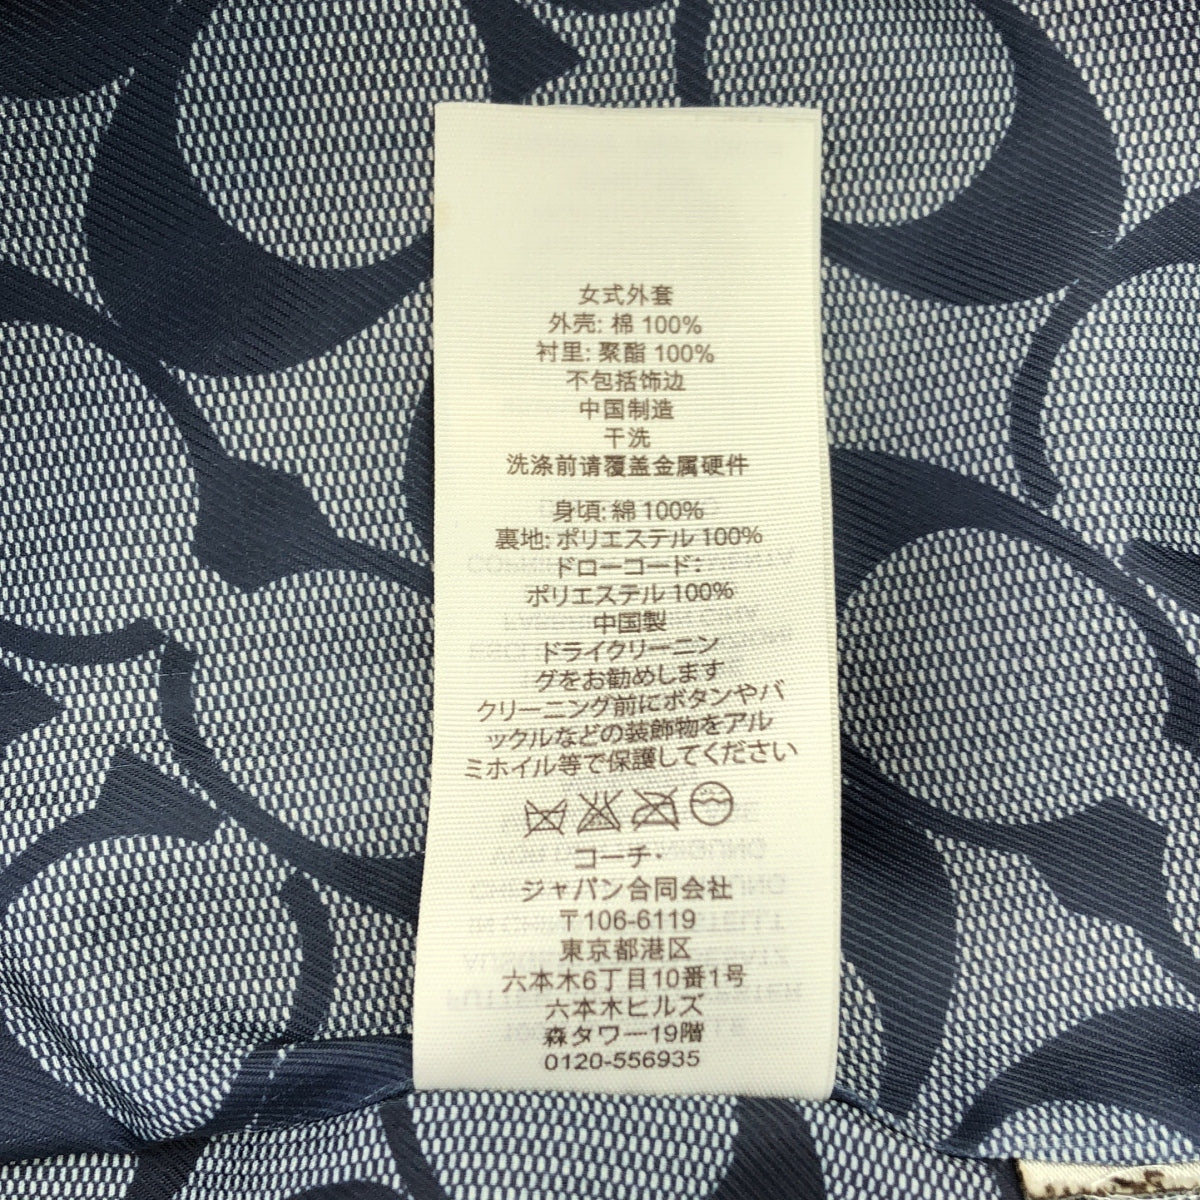 女式外套
外壳: 棉 100%
衬里: 聚酯 100%
不包括饰边
中国制造
干洗
洗涤前请覆盖金属硬件
身頃: 綿 100%
裏地: ポリエステル 100%
ドローコード:
ポリエステル 100%
中国製
ドライクリーニン
グをお勧めします
クリーニング前にボタンやバ
ックルなどの装飾物をアル
ミホイル等で保護してください
コーチ・
ジャパン合同会社
〒106-6119
東京都港区
六本木6丁目10番1号
六本木ヒルズ
森タワー19階
0120-556935